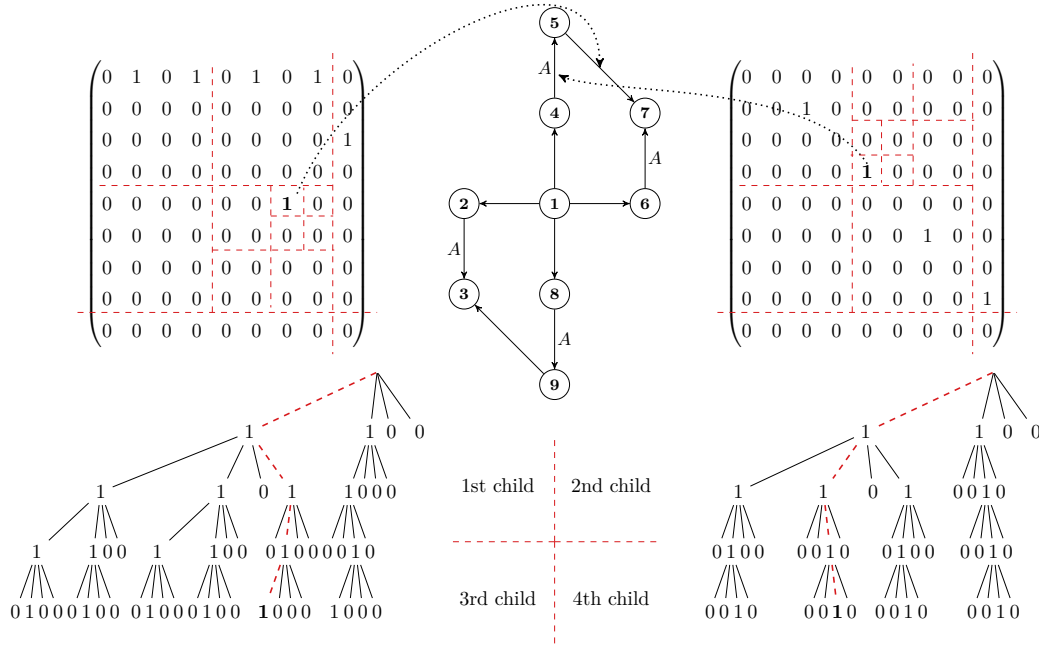 0 1 0 1 0 1 0 1 0
0 0 0 0 0 0 0 0 0
0 0 0 0 0 0 0 0 1
0 0 0 0 0 0 0 0 0
0 0 0 0 0 0 1 0 0
0 0 0 0 0 0 0 0 0
0 0 0 0 0 0 0 0 0
0 0 0 0 0 0 0 0 0
0 0 0 0 0 0 0 0 0
5
A
4 7
A
2 1 6
A
3 8
A
9
0 0 0 0 0 0 0 0 0
0 0 1 0 0 0 0 0 0
0 0 0 0 0 0 0 0 0
0 0 0 0 1 0 0 0 0
0 0 0 0 0 0 0 0 0
0 0 0 0 0 0 1 0 0
0 0 0 0 0 0 0 0 0
0 0 0 0 0 0 0 0 1
0 0 0 0 0 0 0 0 0
1 1 0 0
1 1 0 1 1 0 0 0
1 1 0 0 1 1 0 0 0 1 0 0 0 0 1 0
0 1 0 0 0 1 0 0 0 1 0 0 0 1 0 0 1 0 0 0 1 0 0 0
1st child 2nd child
3rd child 4th child
1 1 0 0
1 1 0 1 0 0 1 0
0 1 0 0 0 0 1 0 0 1 0 0 0 0 1 0
0 0 1 0 0 0 1 0 0 0 1 0 0 0 1 0